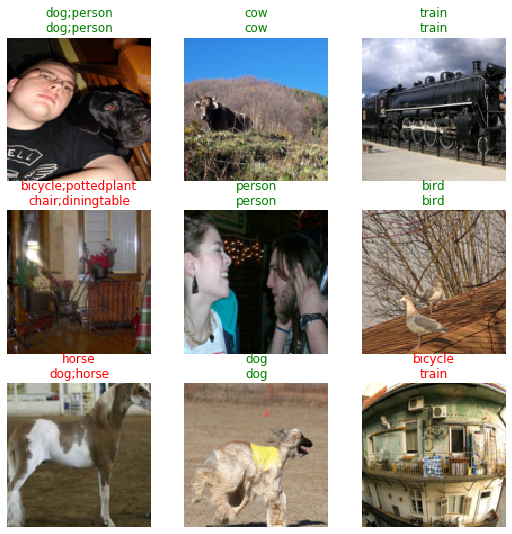 dog;person
dog;person
cow
cow
train
train
bicycle;pottedplant
chair;diningtable
person
person
bird
bird
horse
dog;horse
dog
dog
bicycle
train